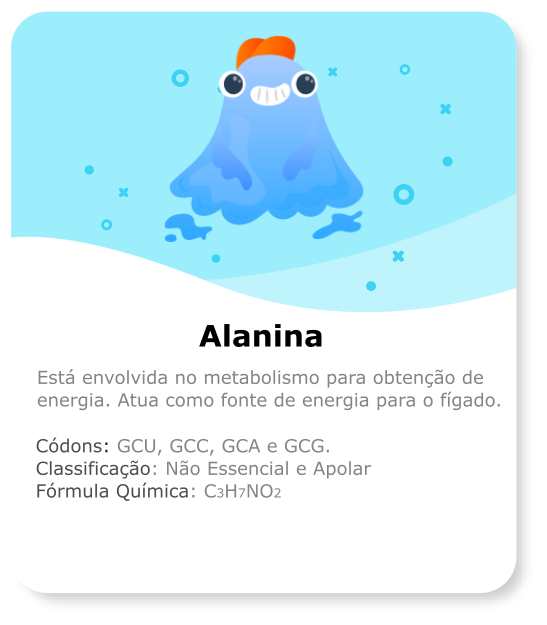 Alanina
Está envolvida no metabolismo para obtenção de
energia. Atua como fonte de energia para o fígado.
Códons: GCU, GCC, GCA e GCG.
Classificação: Não Essencial e Apolar
Fórmula Química: C3H7NO2